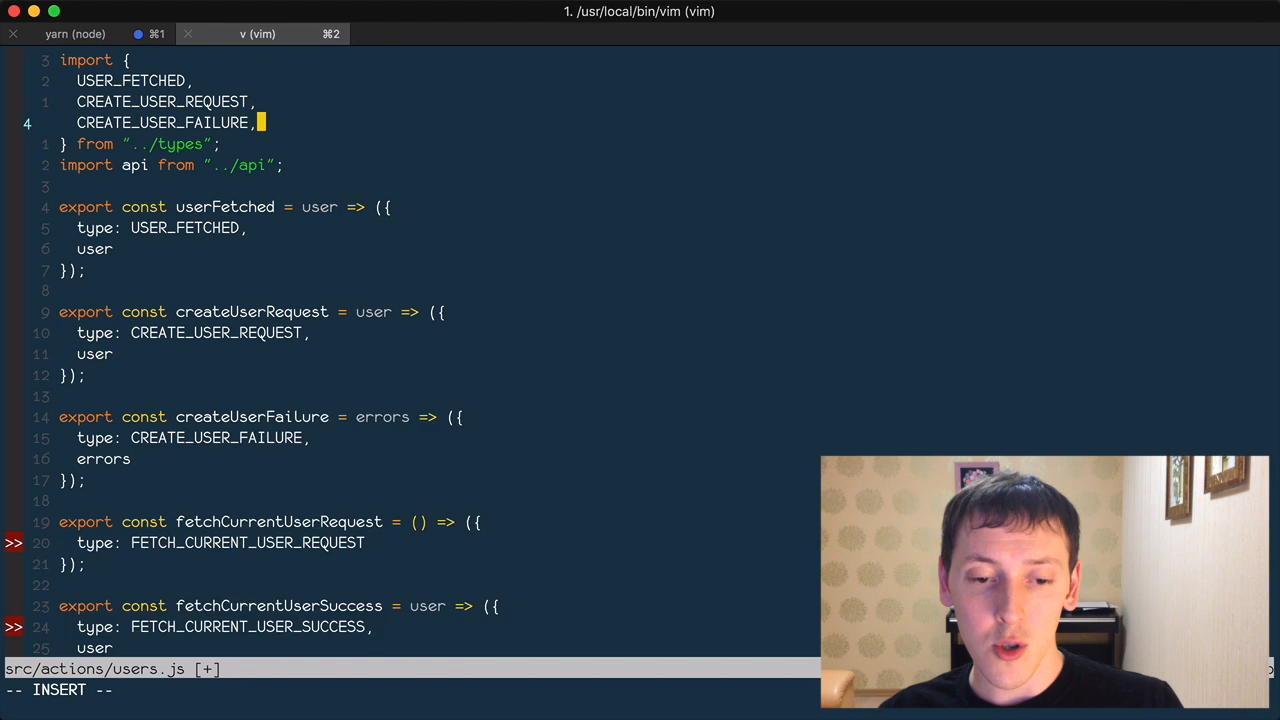 1. /usr/local/bin/vim (vim)
yarn (node) ⌘1 v (vim) ⌘2
3 import {
2 USER_FETCHED,
1 CREATE_USER_REQUEST,
4 CREATE_USER_FAILURE,
1 } from "../types";
2 import api from "../api";
3
4 export const userFetched = user => ({
5 type: USER_FETCHED,
6 user
7 });
8
9 export const createUserRequest = user => ({
10 type: CREATE_USER_REQUEST,
11 user
12 });
13
14 export const createUserFailure = errors => ({
15 type: CREATE_USER_FAILURE,
16 errors
17 });
18
19 export const fetchCurrentUserRequest = () => ({
>> 20 type: FETCH_CURRENT_USER_REQUEST
21 });
22
23 export const fetchCurrentUserSuccess = user => ({
>> 24 type: FETCH_CURRENT_USER_SUCCESS,
25 user
src/actions/users.js [+]
-- INSERT --